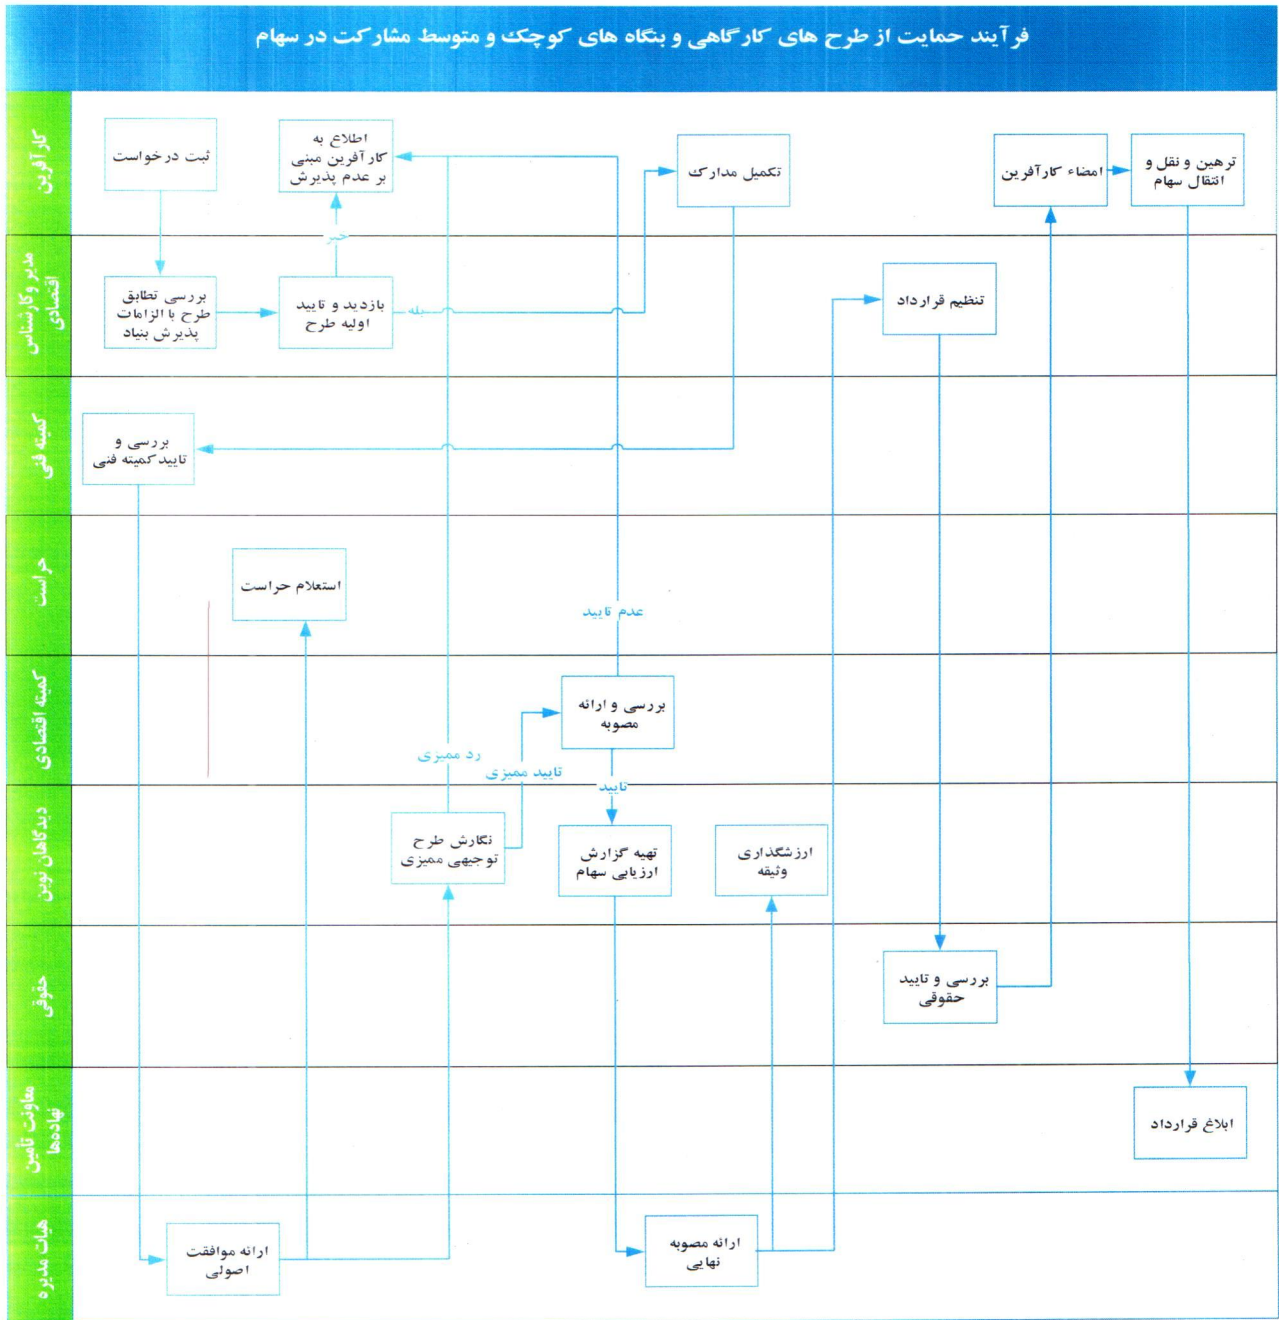 فرآیند حمایت از طرح های کارگاهی و بنگاه های کوچک و متوسط مشارکت در سهام
کارآفرین
ثبت درخواست
اطلاع به
کارآفرین مبنی
بر عدم پذیرش
تکمیل مدارک
امضاء کارآفرین
ترهین و نقل و
انتقال سهام
خیر
مدیر و کارشناس
اقتصادی
بررسی تطابق
طرح با الزامات
پذیرش بنیاد
بازدید و تایید
اولیه طرح
بله
تنظیم قرارداد
کمیته فنی
بررسی و
تایید کمیته فنی
حراست
استعلام حراست
عدم تایید
کمیته اقتصادی
بررسی و ارائه
مصوبه
رد ممیزی
تایید ممیزی
تایید
دیدگاهان نوین
نگارش طرح
توجیهی ممیزی
تهیه گزارش
ارزیابی سهام
ارزشگذاری
وثیقه
حقوقی
بررسی و تایید
حقوقی
معاونت تأمین
نهاده‌ها
ابلاغ قرارداد
هیات مدیره
ارائه موافقت
اصولی
ارائه مصوبه
نهایی